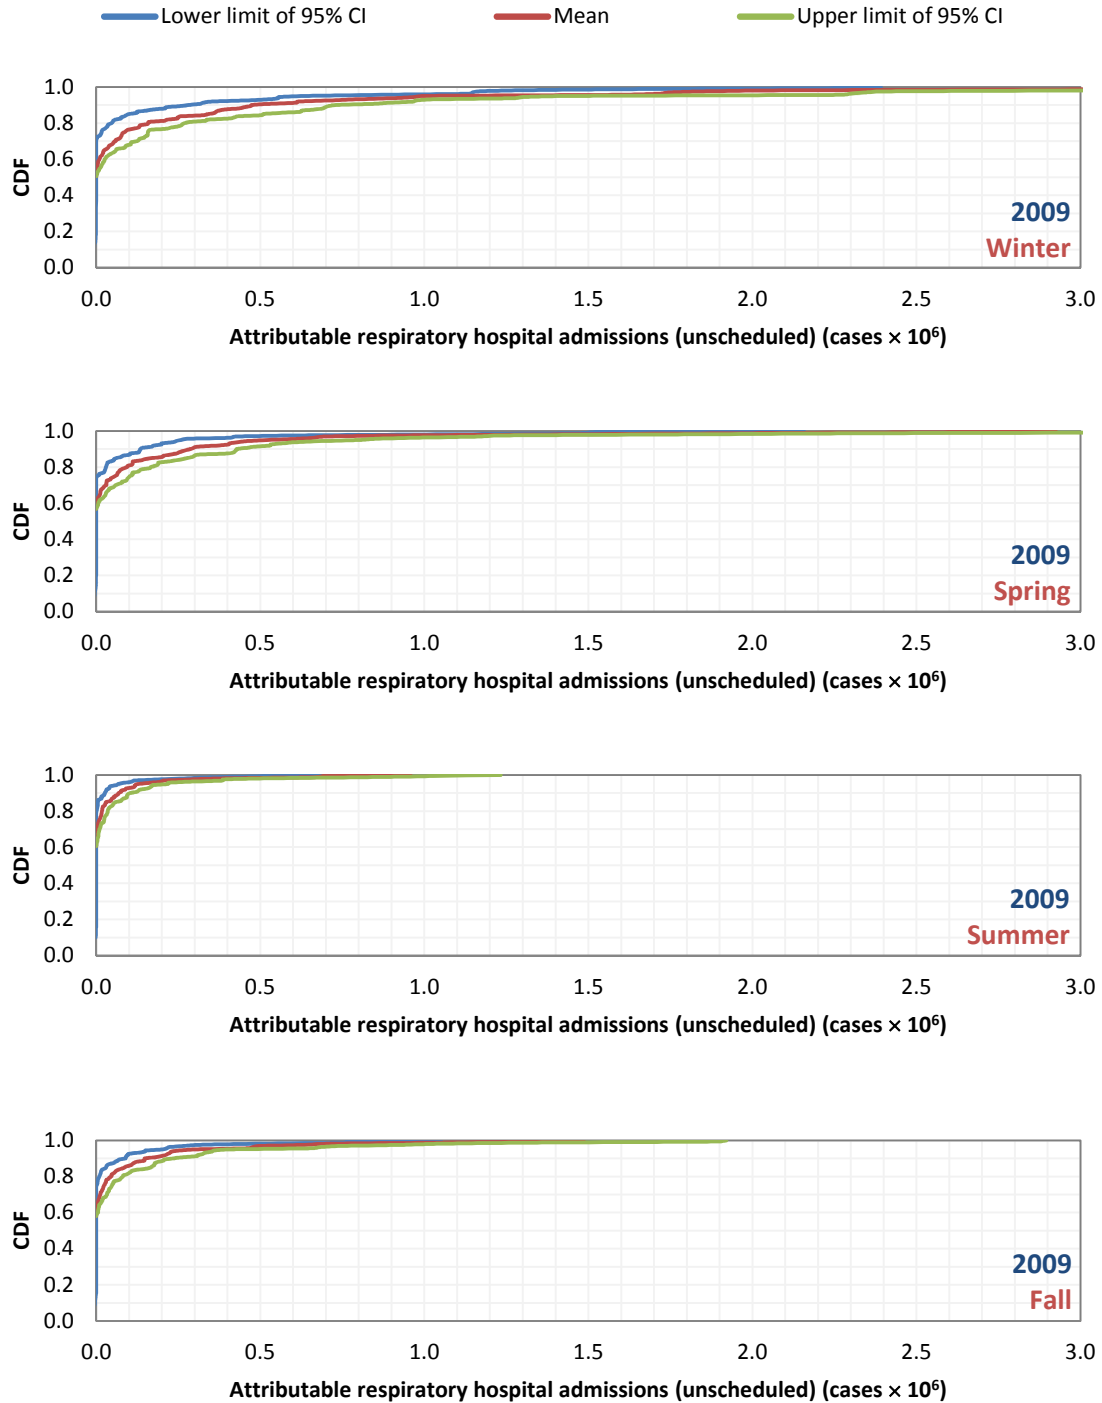 Lower limit of 95% CI Mean Upper limit of 95% CI
1.0
0.8
0.6
0.4
0.2
0.0
CDF
2009
Winter
0.0 0.5 1.0 1.5 2.0 2.5 3.0
Attributable respiratory hospital admissions (unscheduled) (cases × 10⁶)
1.0
0.8
0.6
0.4
0.2
0.0
CDF
2009
Spring
0.0 0.5 1.0 1.5 2.0 2.5 3.0
Attributable respiratory hospital admissions (unscheduled) (cases × 10⁶)
1.0
0.8
0.6
0.4
0.2
0.0
CDF
2009
Summer
0.0 0.5 1.0 1.5 2.0 2.5 3.0
Attributable respiratory hospital admissions (unscheduled) (cases × 10⁶)
1.0
0.8
0.6
0.4
0.2
0.0
CDF
2009
Fall
0.0 0.5 1.0 1.5 2.0 2.5 3.0
Attributable respiratory hospital admissions (unscheduled) (cases × 10⁶)